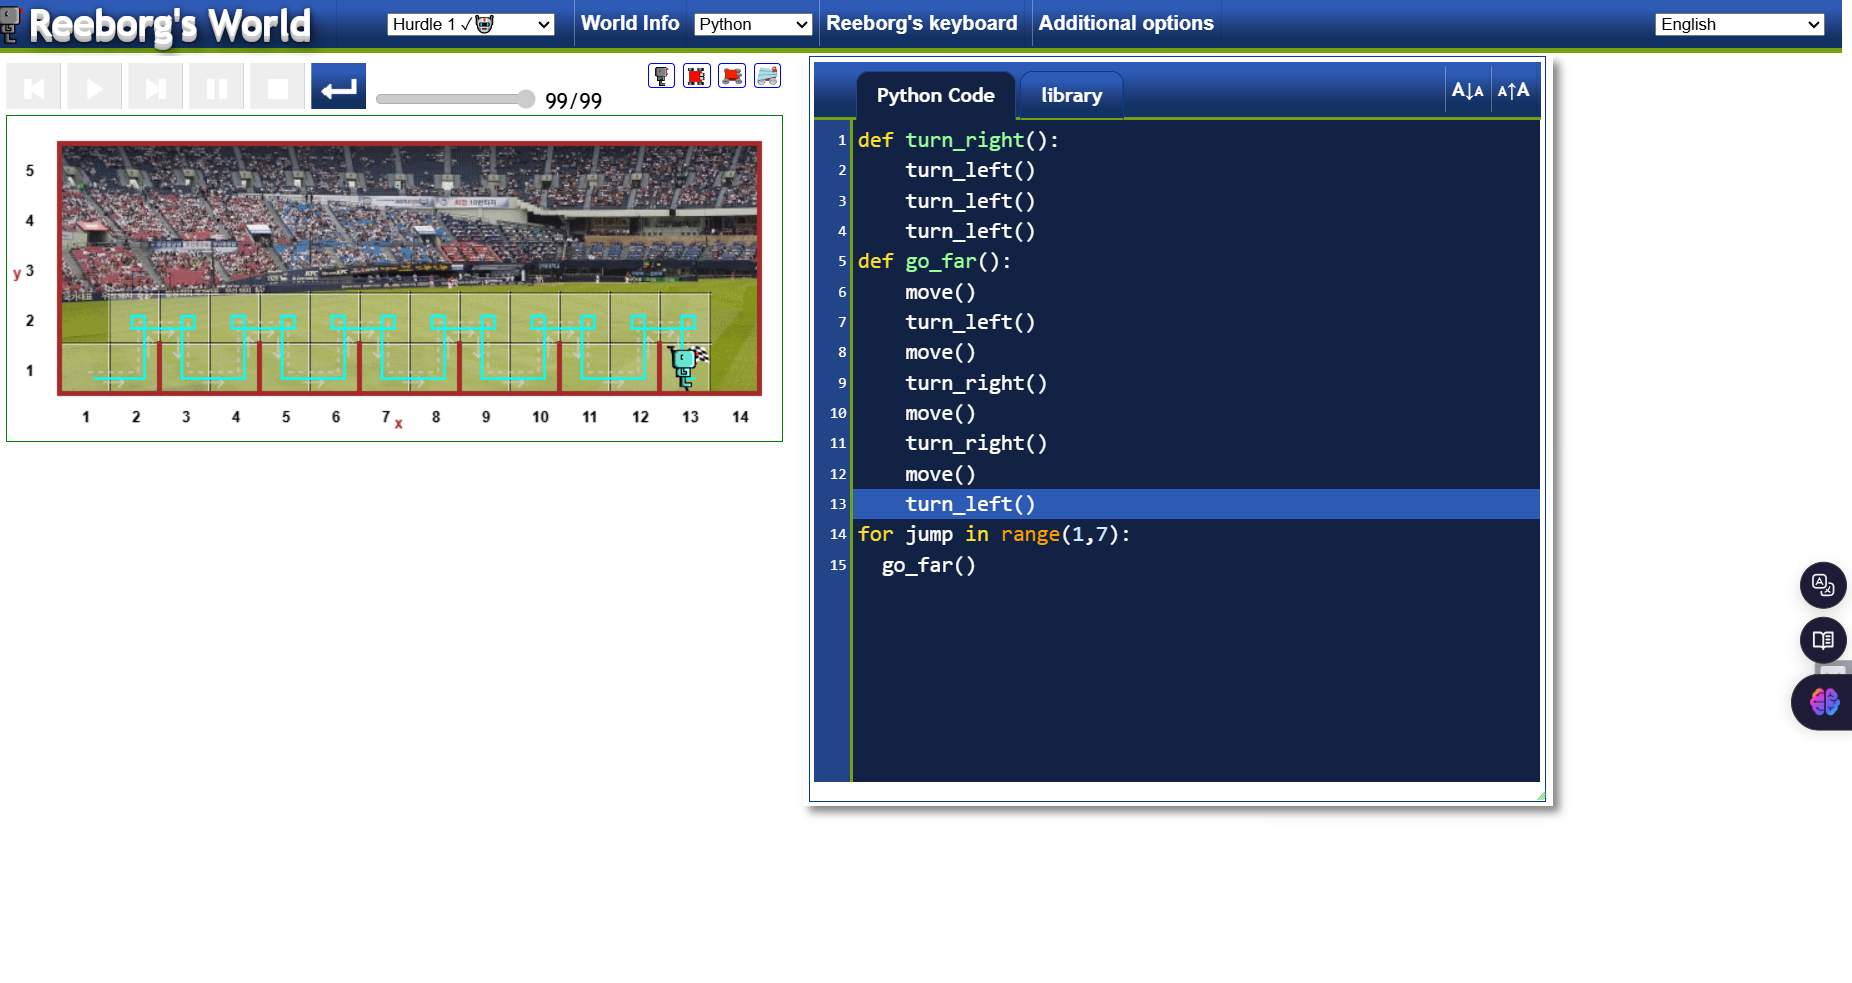 Reeborg's World
Hurdle 1 ✓
World Info
Python
Reeborg's keyboard
Additional options
English
99/99
Python Code
library
A↓A
A↑A
1 def turn_right():
2 turn_left()
3 turn_left()
4 turn_left()
5 def go_far():
6 move()
7 turn_left()
8 move()
9 turn_right()
10 move()
11 turn_right()
12 move()
13 turn_left()
14 for jump in range(1,7):
15 go_far()
5
4
y 3
2
1
1 2 3 4 5 6 7 x 8 9 10 11 12 13 14